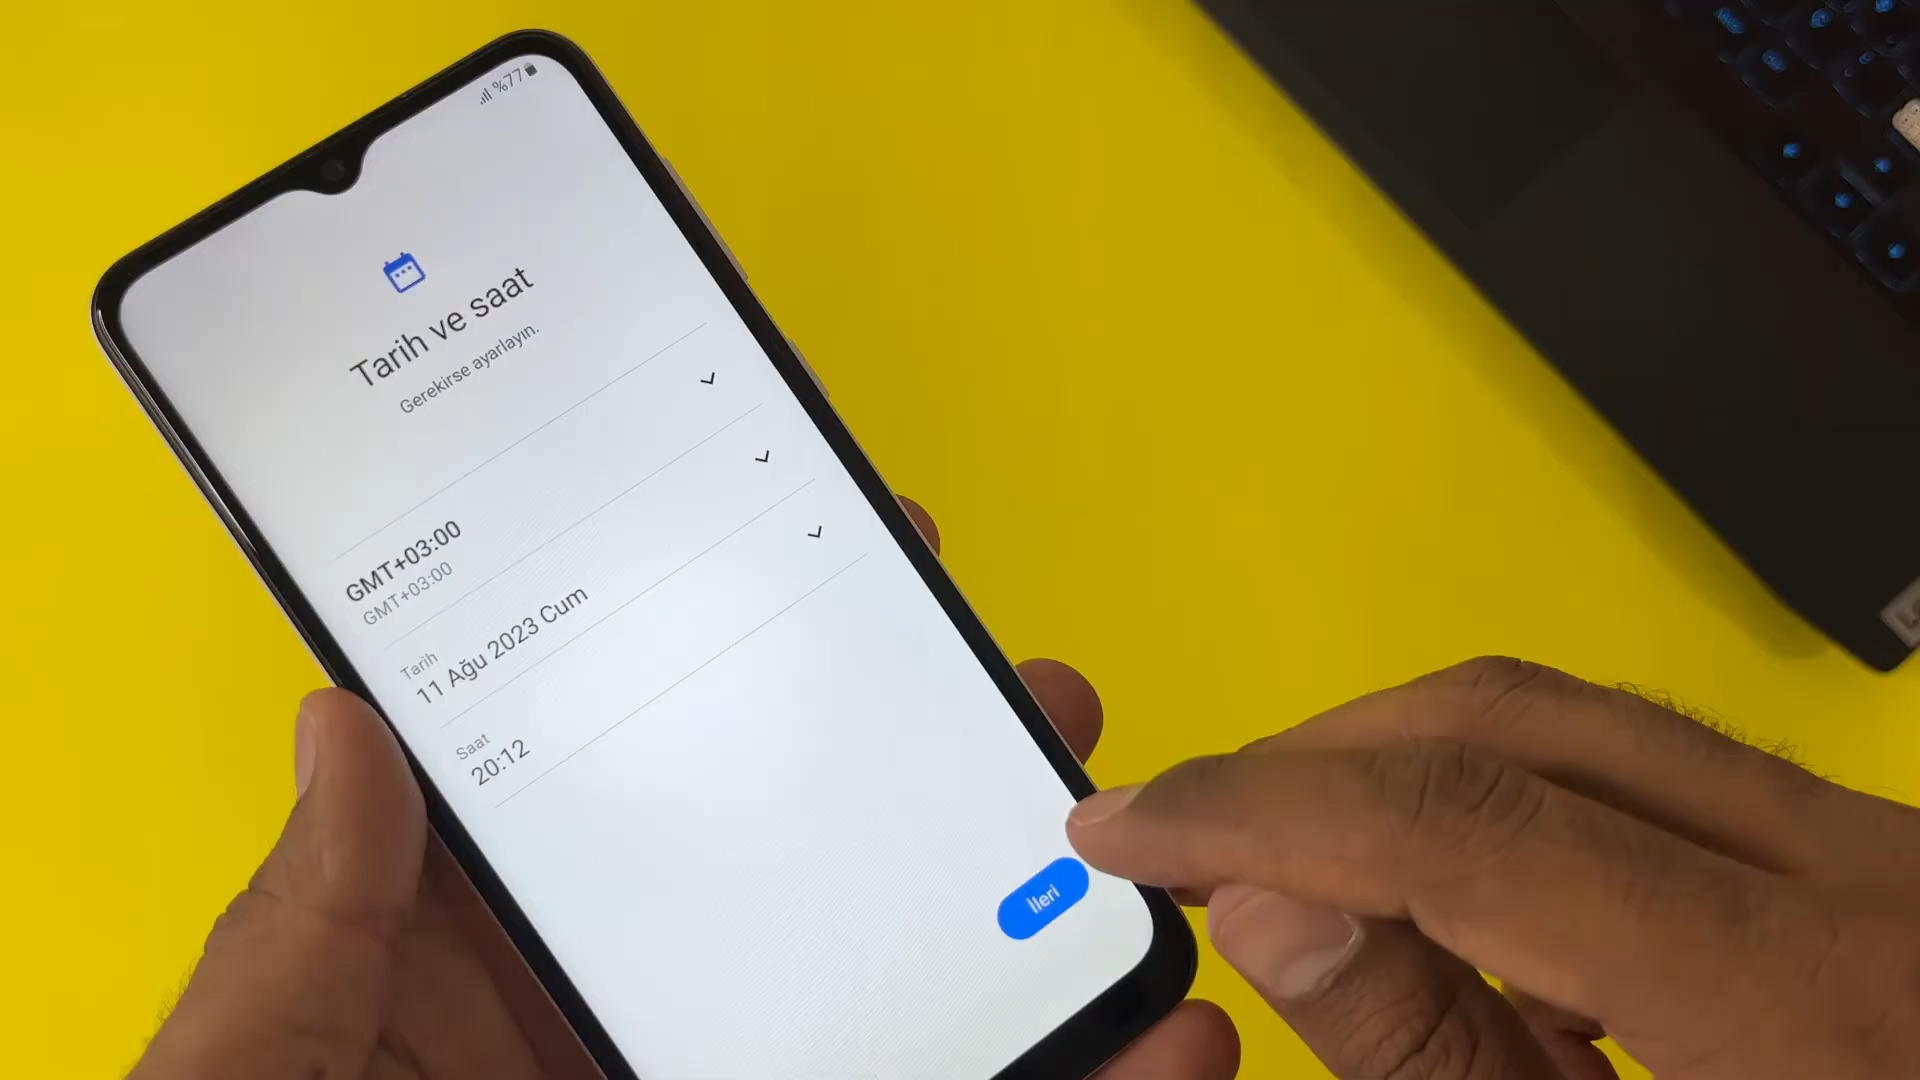 %77
Tarih ve saat
Gerekirse ayarlayın.
GMT+03:00
GMT+03:00
Tarih
11 Ağu 2023 Cum
Saat
20:12
İleri